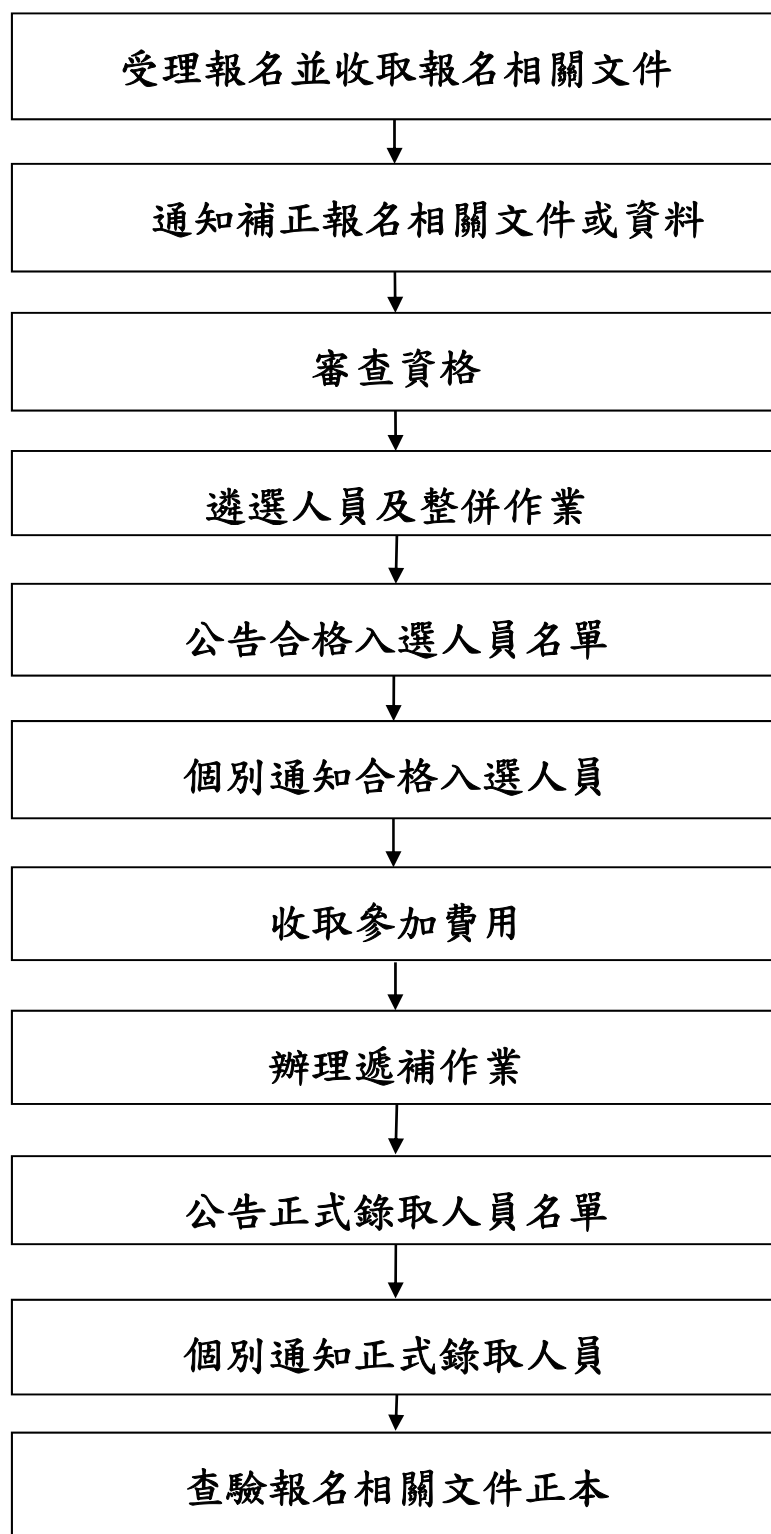 受理報名並收取報名相關文件
通知補正報名相關文件或資料
審查資格
遴選人員及整併作業
公告合格入選人員名單
個別通知合格入選人員
收取參加費用
辦理遞補作業
公告正式錄取人員名單
個別通知正式錄取人員
查驗報名相關文件正本